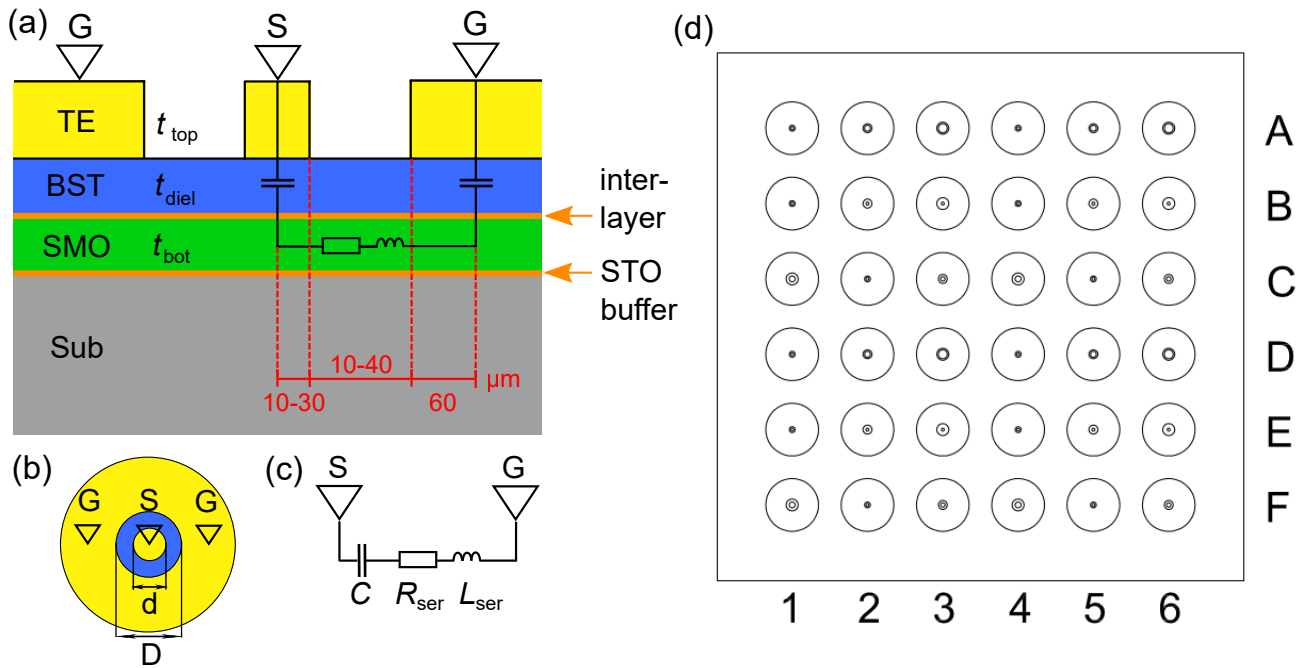 (a)
G S G
TE t top
BST t diel
inter-
layer
SMO t bot
STO
buffer
Sub
10-40
μm
10-30 60
(b)
G S G
d
D
(c)
S G
C R ser L ser
(d)
A
B
C
D
E
F
1 2 3 4 5 6